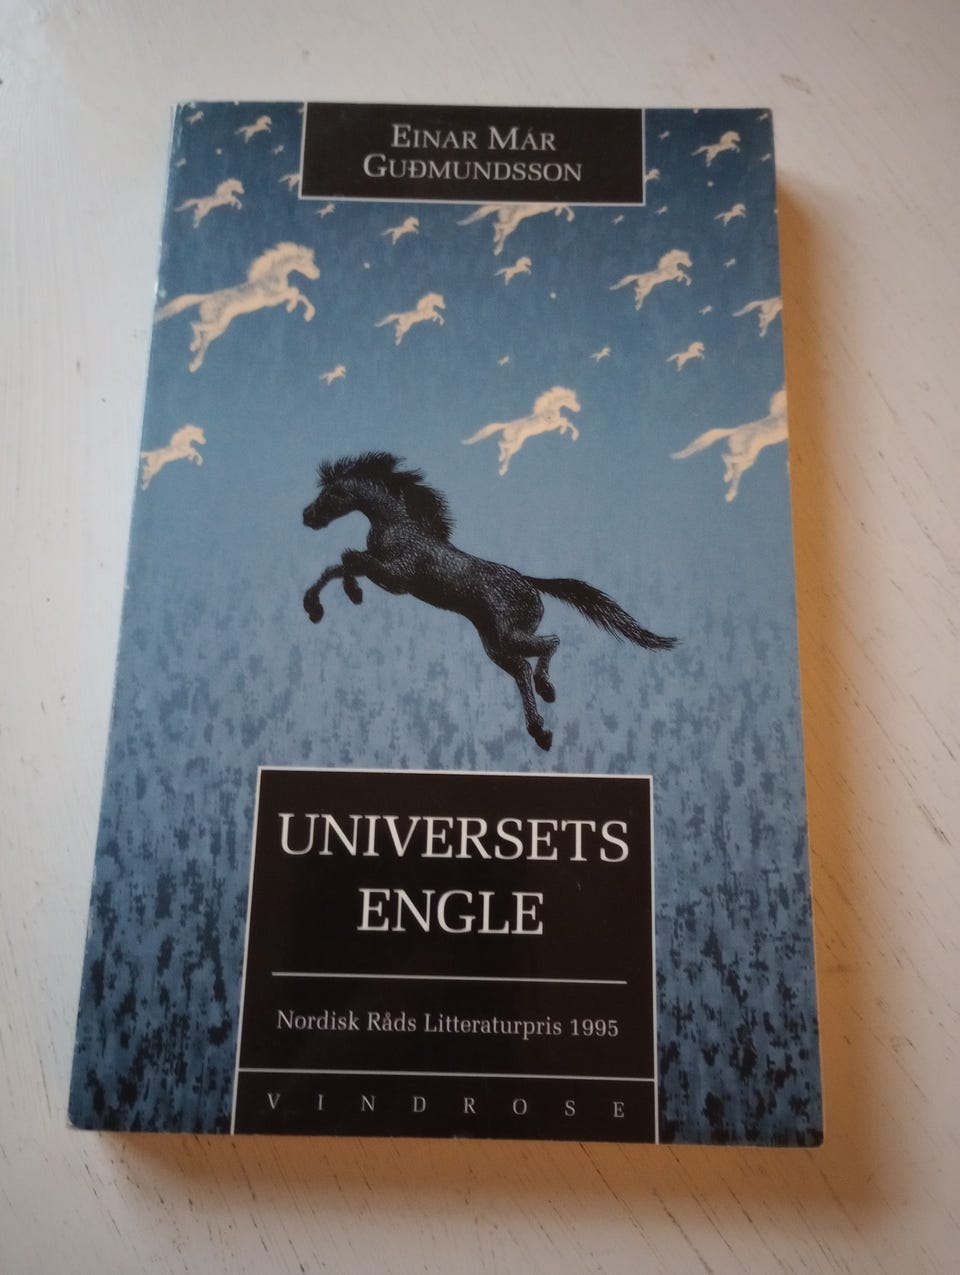 EINAR MÁR
GUÐMUNDSSON
UNIVERSETS
ENGLE
Nordisk Råds Litteraturpris 1995
VINDROSE